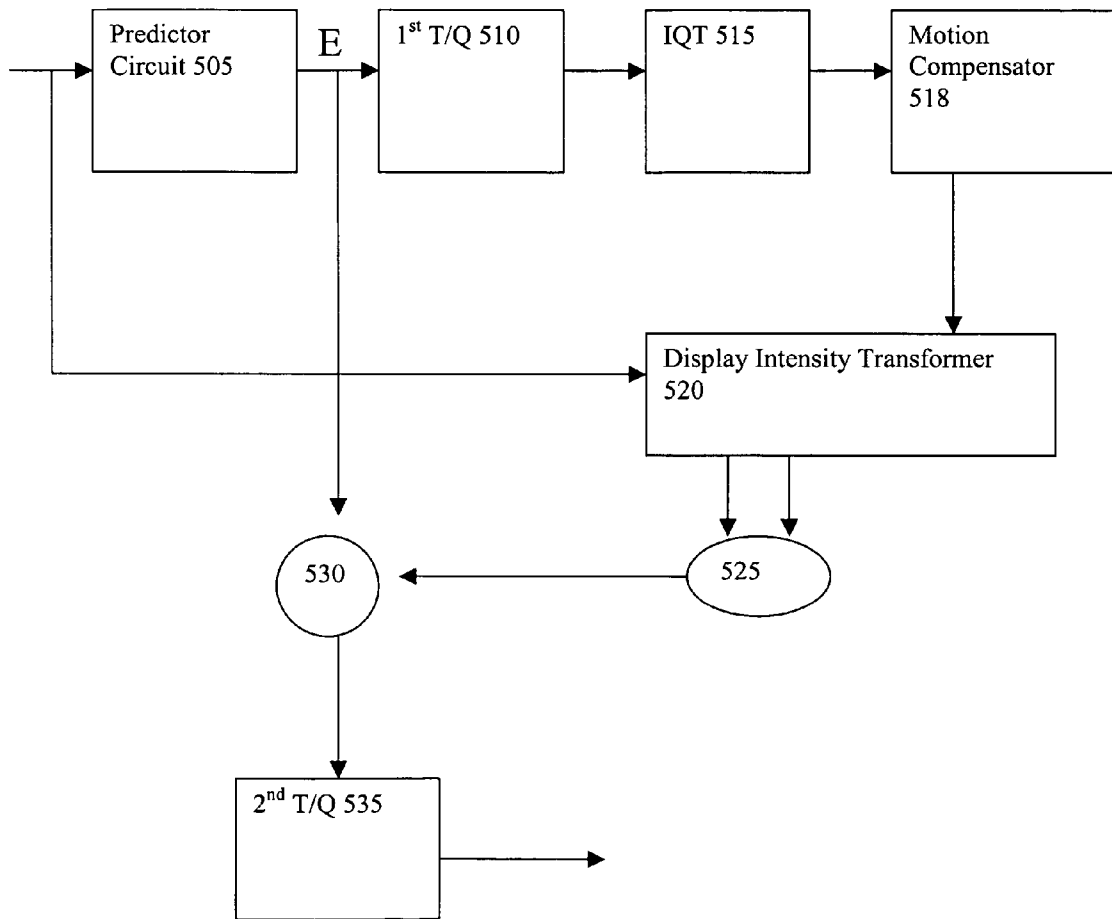 Predictor
Circuit 505
E
1st T/Q 510
IQT 515
Motion
Compensator
518
Display Intensity Transformer
520
530
525
2nd T/Q 535